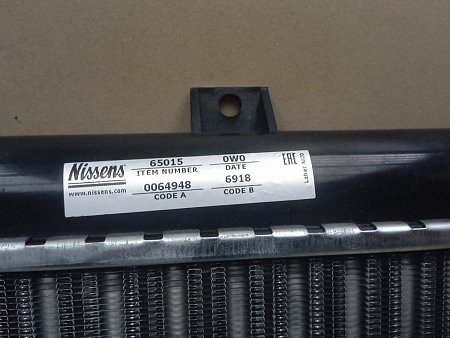 Nissens
www.nissens.com
65015 0W0
ITEM NUMBER DATE
0064948 6918
CODE A CODE B
EAC